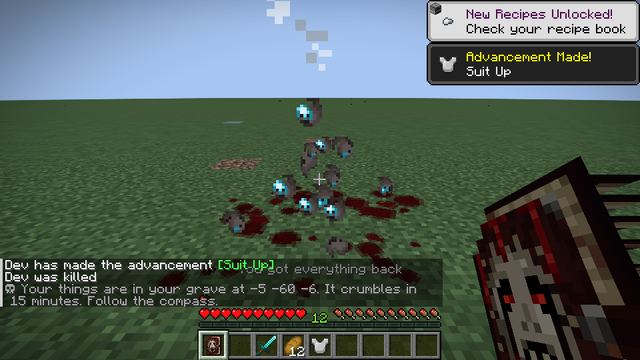 New Recipes Unlocked!
Check your recipe book
Advancement Made!
Suit Up
Dev has made the advancement [Suit Up]
You got everything back
Dev was killed
Your things are in your grave at -5 -60 -6. It crumbles in
15 minutes. Follow the compass.
12
12